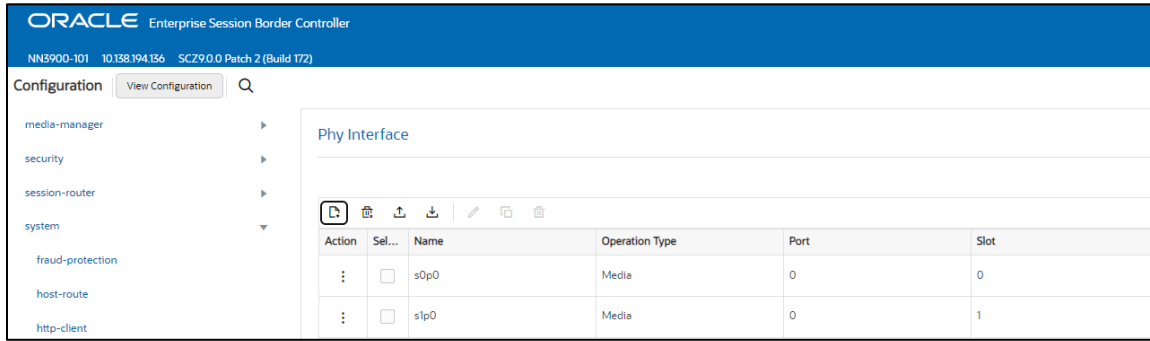 ORACLE Enterprise Session Border Controller
NN3900-101 10.138.194.136 SCZ9.0.0 Patch 2 (Build 172)
Configuration View Configuration
media-manager
security
session-router
system
fraud-protection
host-route
http-client
Phy Interface
Action Sel... Name Operation Type Port Slot
s0p0 Media 0 0
s1p0 Media 0 1